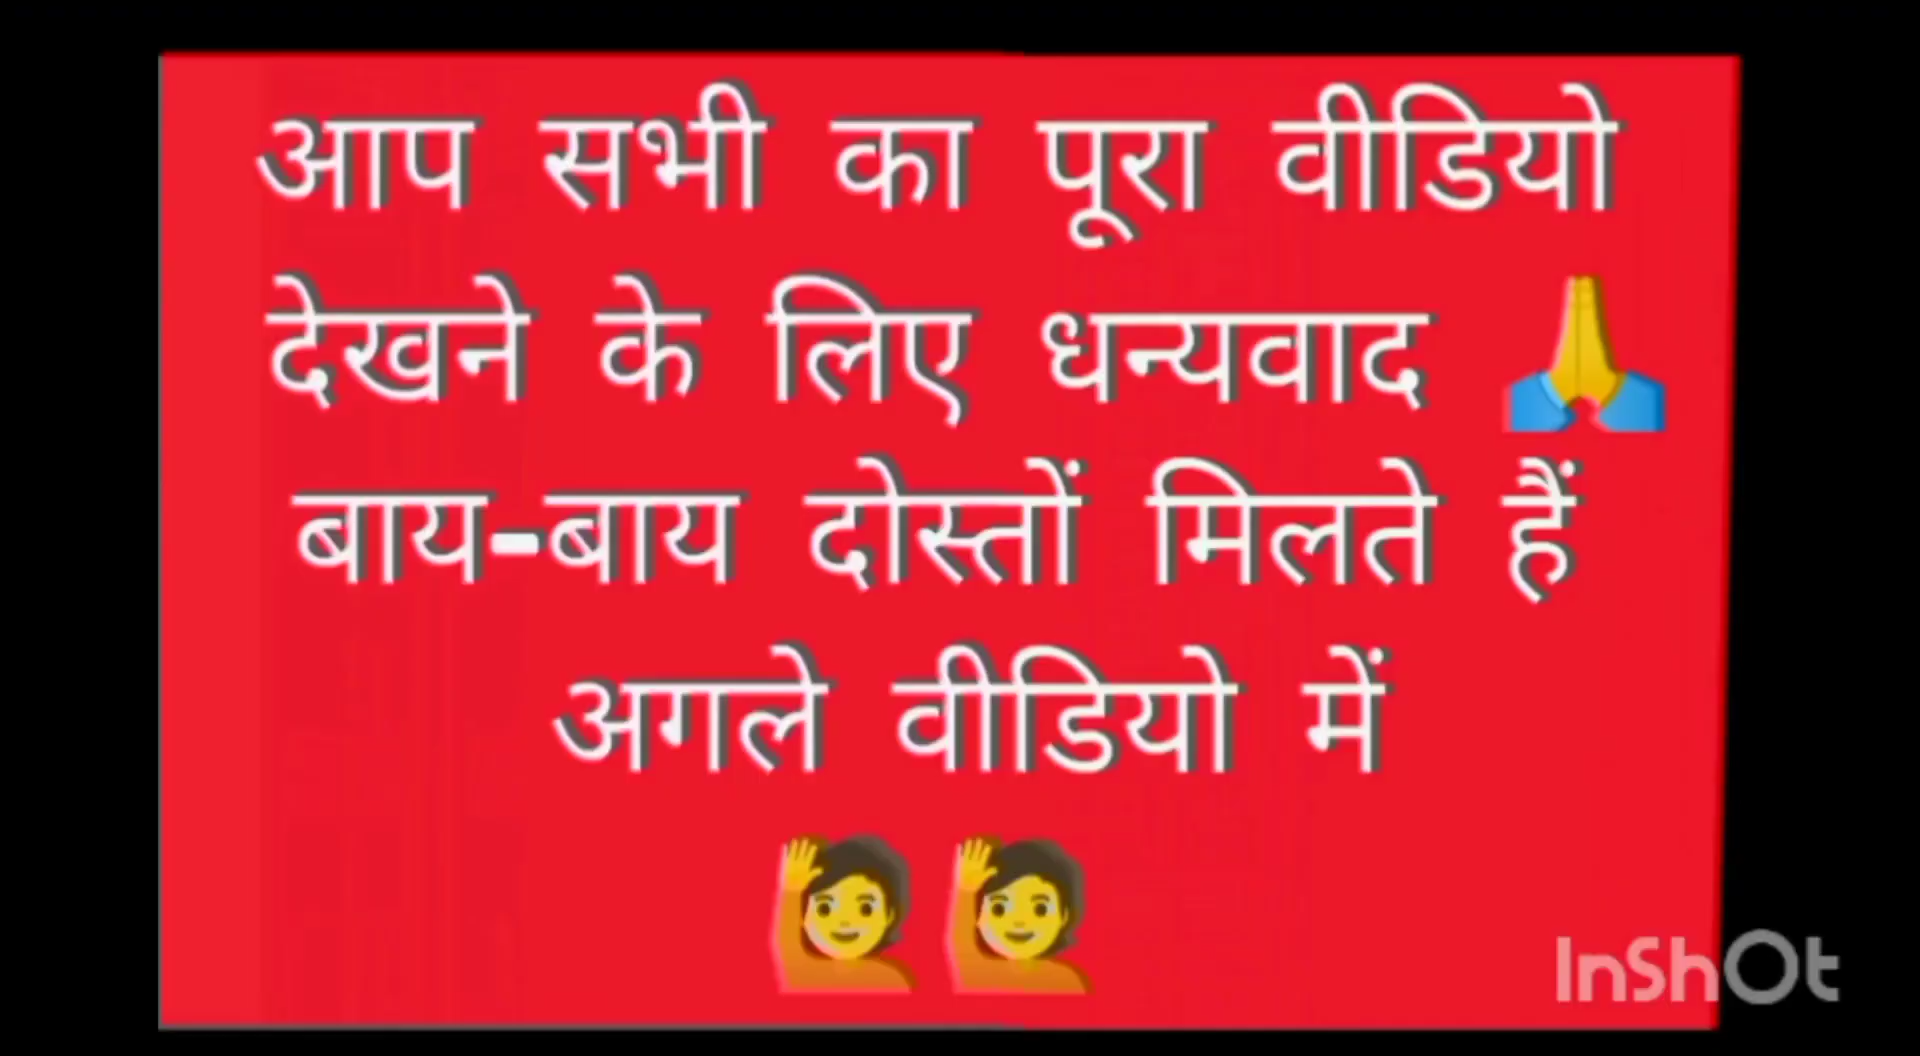 आप सभी का पूरा वीडियो
देखने के लिए धन्यवाद 🙏
बाय-बाय दोस्तों मिलते हैं
अगले वीडियो में
🙋🙋
InShOt